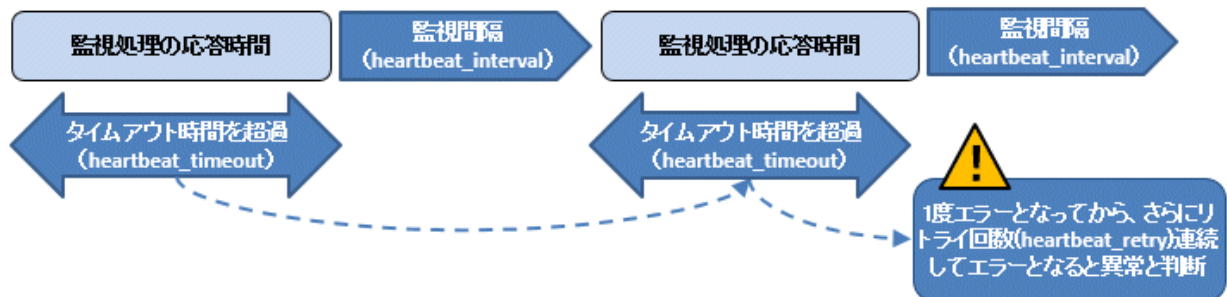 監視処理の応答時間
監視間隔
（heartbeat_interval）
監視処理の応答時間
監視間隔
（heartbeat_interval）
タイムアウト時間を超過
（heartbeat_timeout）
タイムアウト時間を超過
（heartbeat_timeout）
1度エラーとなってから、さらにリ
トライ回数(heartbeat_retry)連続
してエラーとなると異常と判断